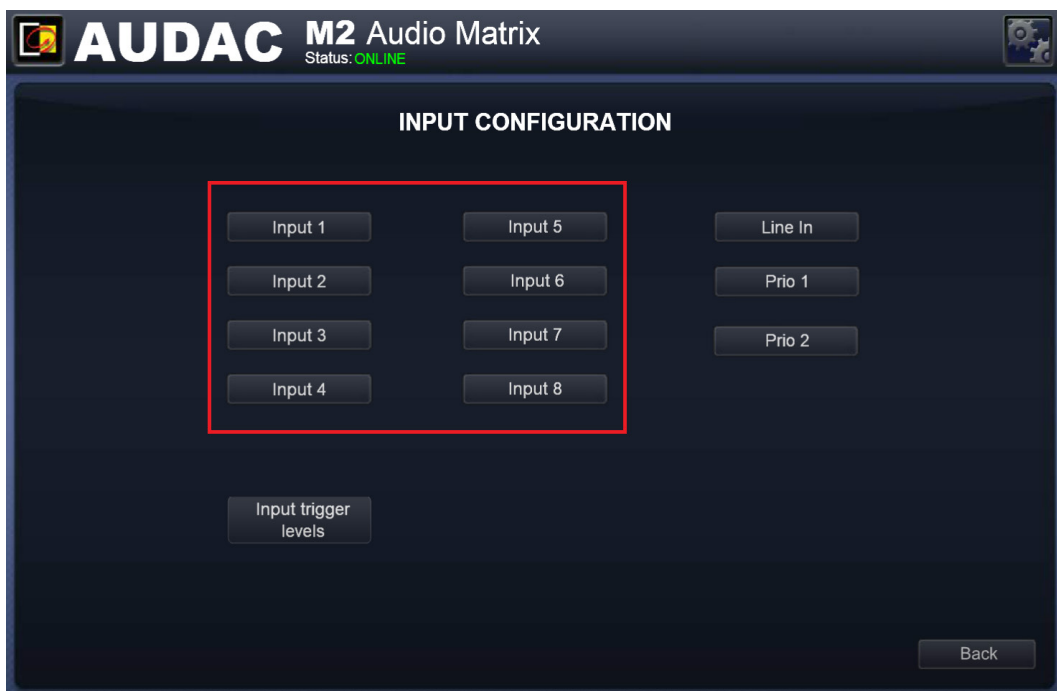 AUDAC M2 Audio Matrix
Status: ONLINE
INPUT CONFIGURATION
Input 1
Input 5
Line In
Input 2
Input 6
Prio 1
Input 3
Input 7
Prio 2
Input 4
Input 8
Input trigger
levels
Back